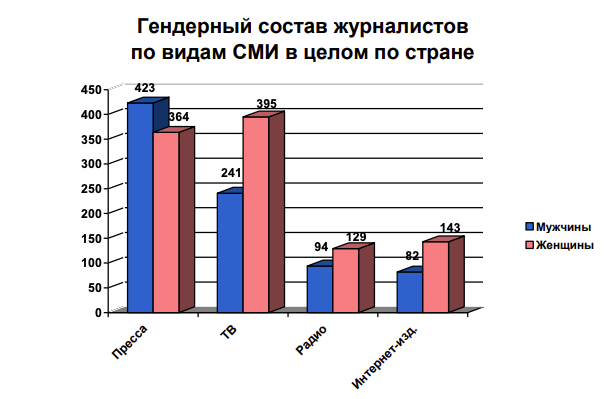 Гендерный состав журналистов
по видам СМИ в целом по стране
450
400
350
300
250
200
150
100
50
0
423
364
241
395
94
129
82
143
Пресса
ТВ
Радио
Интернет-изд.
Мужчины
Женщины